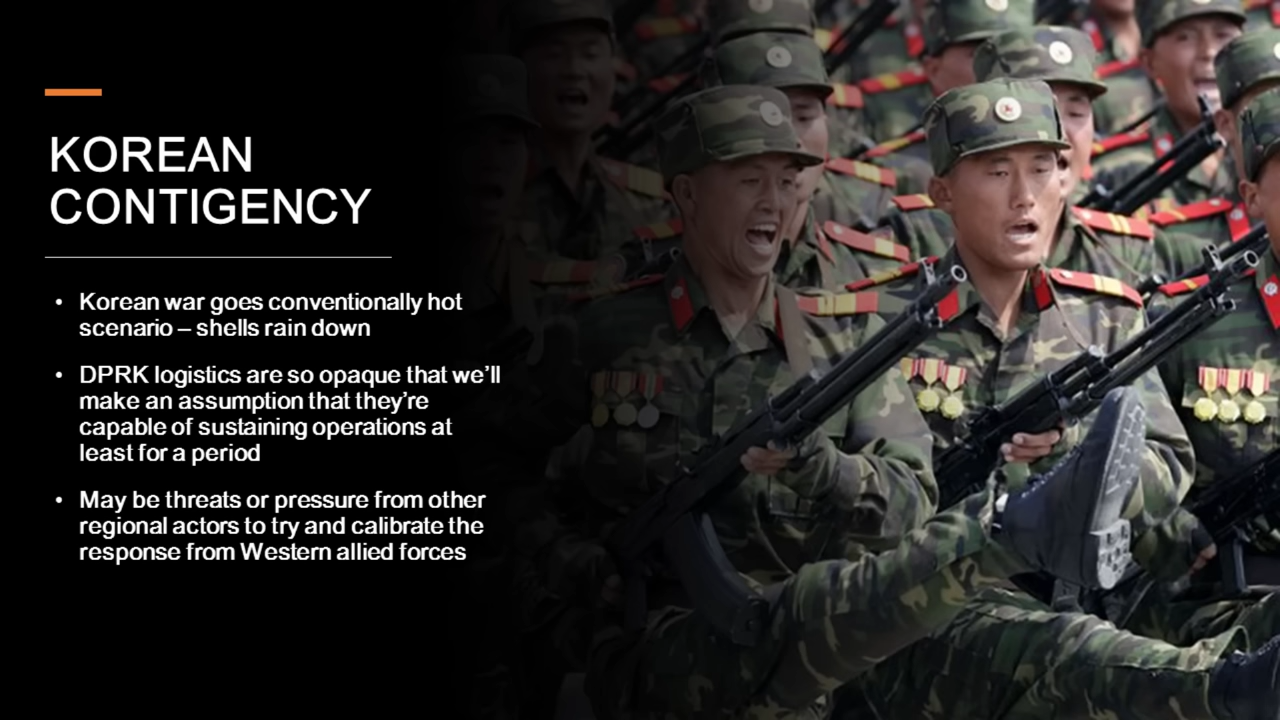 KOREAN
CONTIGENCY
• Korean war goes conventionally hot
scenario – shells rain down
• DPRK logistics are so opaque that we’ll
make an assumption that they’re
capable of sustaining operations at
least for a period
• May be threats or pressure from other
regional actors to try and calibrate the
response from Western allied forces